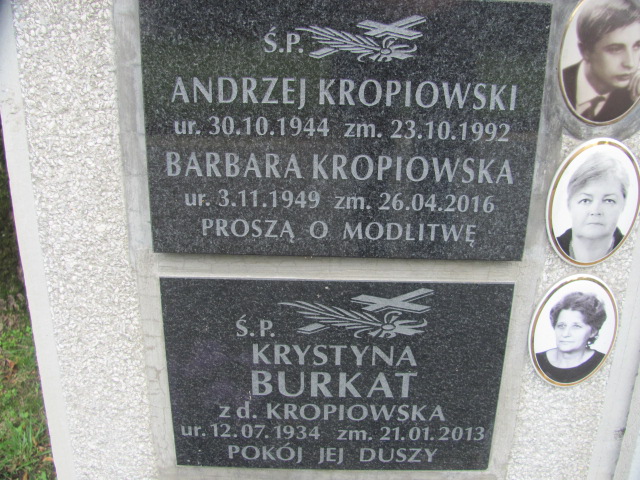 Ś.P.
ANDRZEJ KROPIOWSKI
ur. 30.10.1944 zm. 23.10.1992
BARBARA KROPIOWSKA
ur. 3.11.1949 zm. 26.04.2016
PROSZĄ O MODLITWĘ
Ś.P.
KRYSTYNA
BURKAT
z d. KROPIOWSKA
ur. 12.07.1934 zm. 21.01.2013
POKÓJ JEJ DUSZY